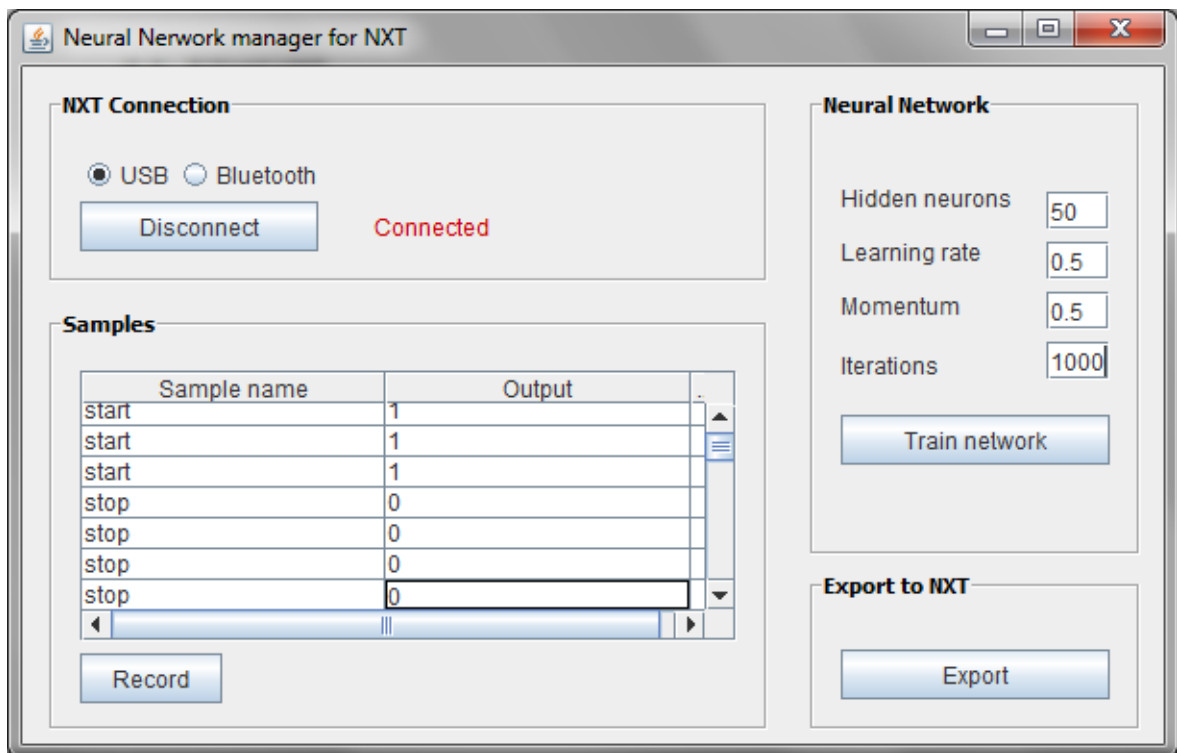 Neural Nerwork manager for NXT
NXT Connection
USB Bluetooth
Disconnect Connected
Samples
Sample name Output ..
start 1
start 1
start 1
stop 0
stop 0
stop 0
stop 0
Record
Neural Network
Hidden neurons 50
Learning rate 0.5
Momentum 0.5
Iterations 1000
Train network
Export to NXT
Export